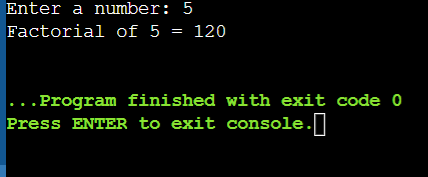 Enter a number: 5
Factorial of 5 = 120
...Program finished with exit code 0
Press ENTER to exit console.